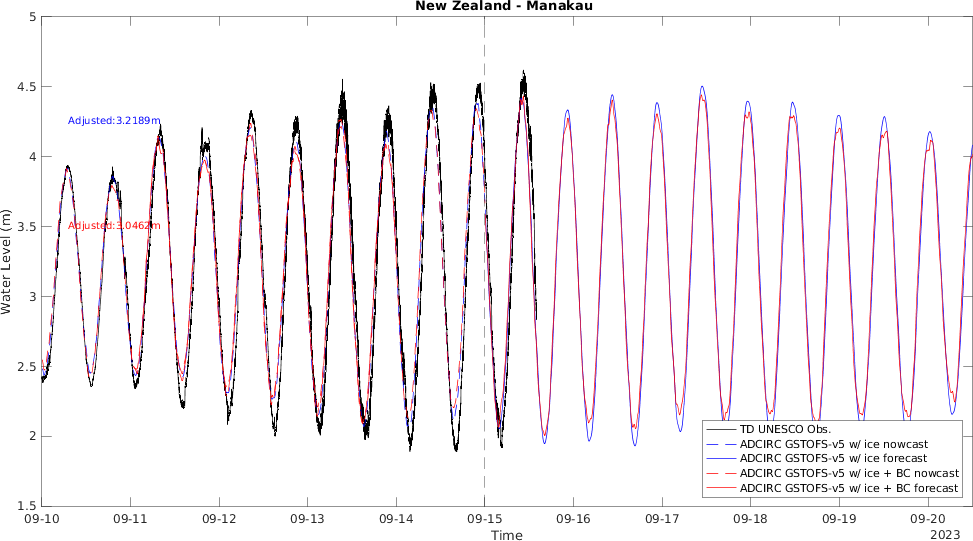 New Zealand - Manakau
5
4.5
4
3.5
3
2.5
2
1.5
Water Level (m)
Adjusted:3.2189m
Adjusted:3.0462m
TD UNESCO Obs.
ADCIRC GSTOFS-v5 w/ ice nowcast
ADCIRC GSTOFS-v5 w/ ice forecast
ADCIRC GSTOFS-v5 w/ ice + BC nowcast
ADCIRC GSTOFS-v5 w/ ice + BC forecast
09-10 09-11 09-12 09-13 09-14 09-15 09-16 09-17 09-18 09-19 09-20
2023
Time